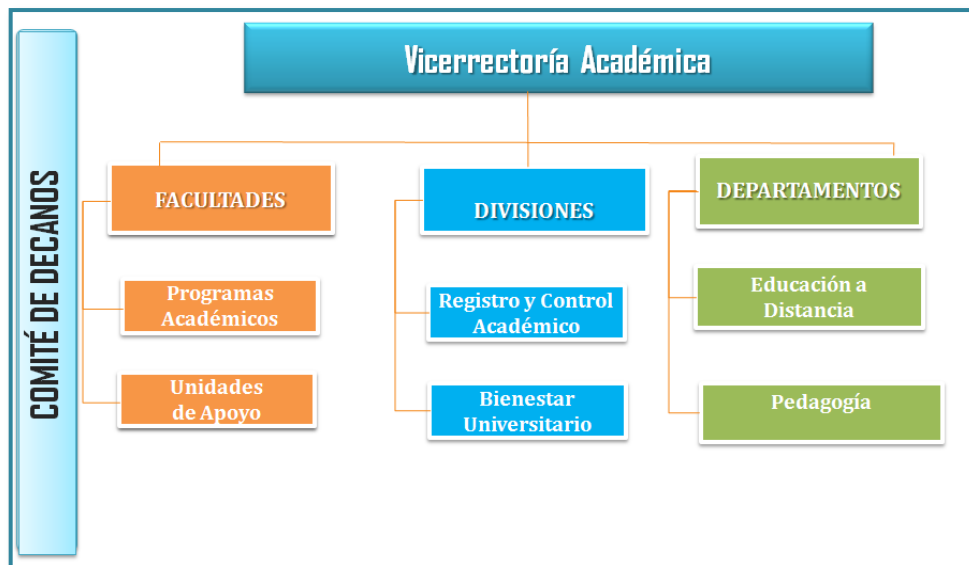 Vicerrectoría Académica
COMITÉ DE DECANOS
FACULTADES
Programas
Académicos
Unidades
de Apoyo
DIVISIONES
Registro y Control
Académico
Bienestar
Universitario
DEPARTAMENTOS
Educación a
Distancia
Pedagogía